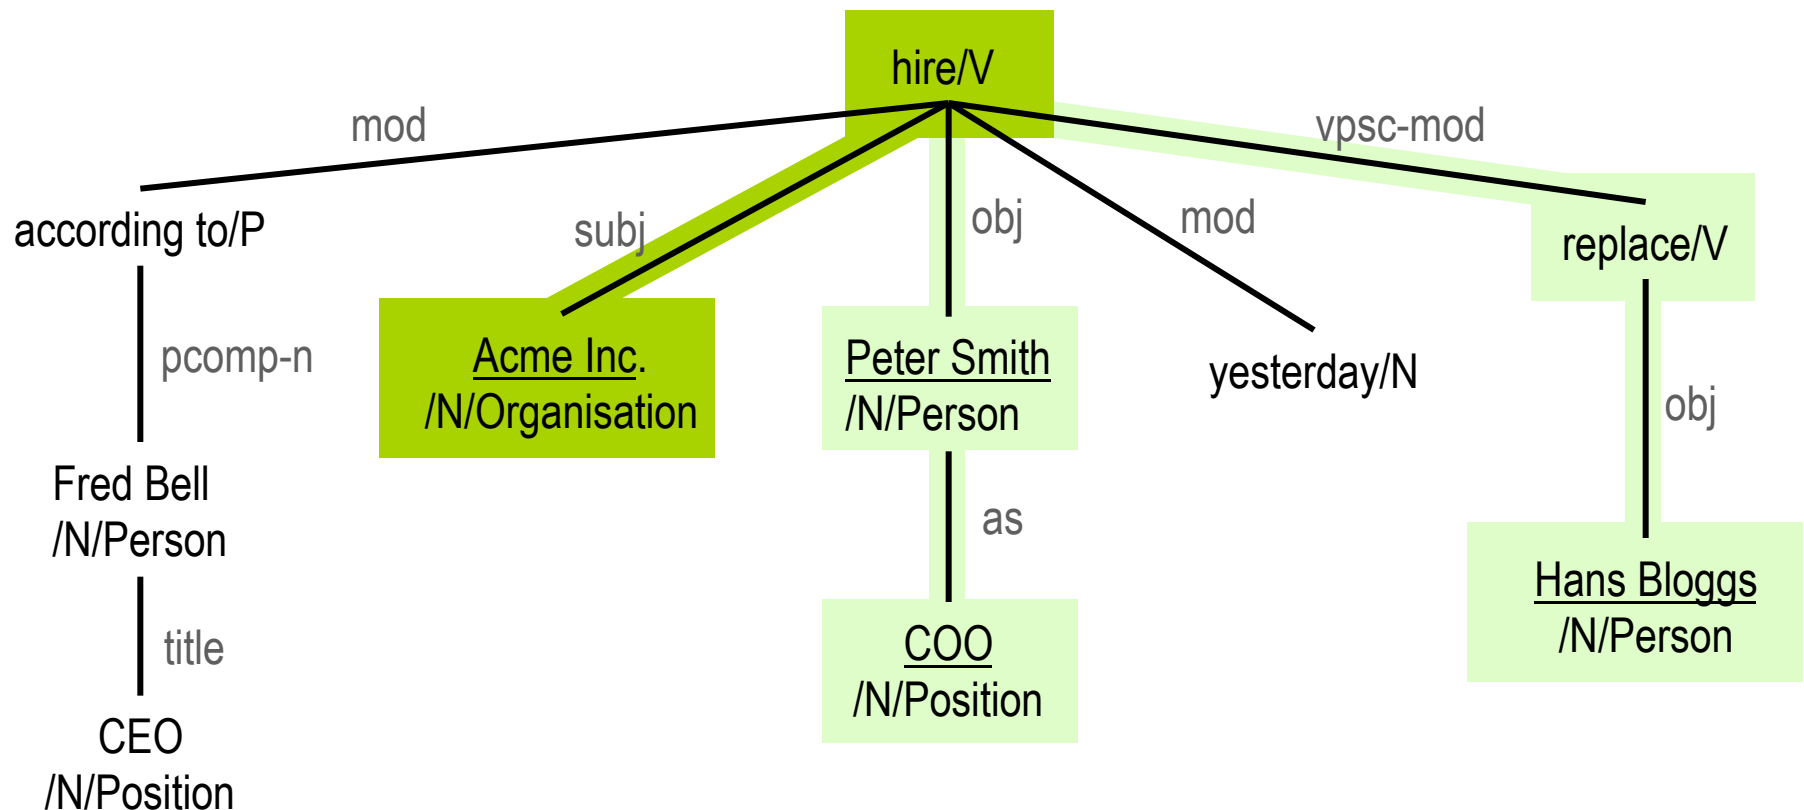 hire/V
mod
vpsc-mod
according to/P
subj
obj
mod
replace/V
pcomp-n
Acme Inc.
/N/Organisation
Peter Smith
/N/Person
yesterday/N
obj
Fred Bell
/N/Person
as
Hans Bloggs
/N/Person
title
COO
/N/Position
CEO
/N/Position